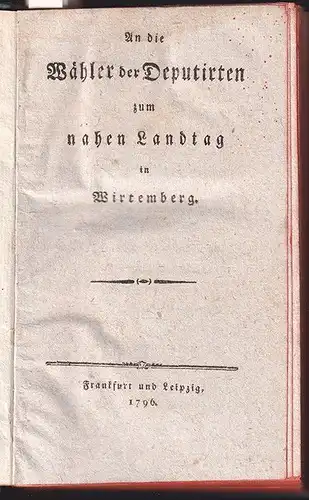 An die
Wähler der Deputirten
zum
nahen Landtag
in
Wirtemberg.
Frankfurt und Leipzig,
1796.